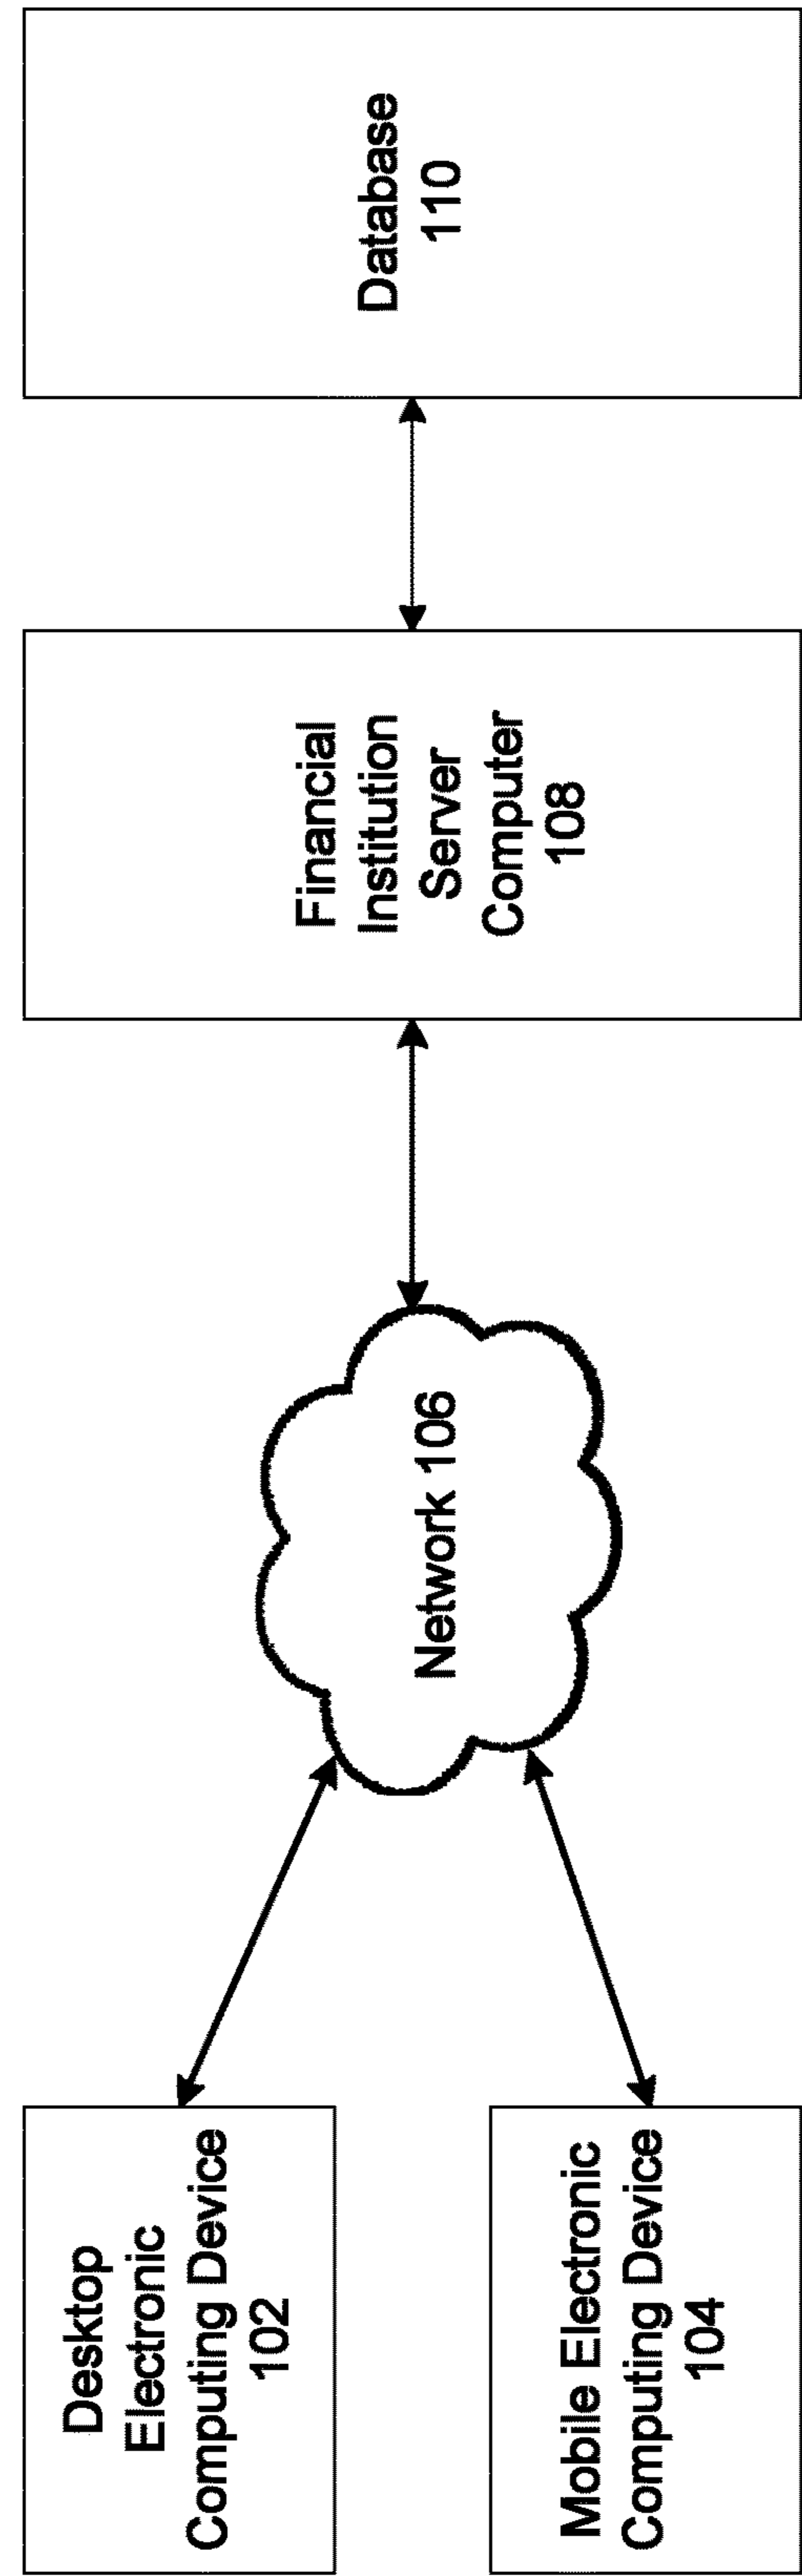 Desktop
Electronic
Computing Device
102
Mobile Electronic
Computing Device
104
Network 106
Financial
Institution
Server
Computer
108
Database
110